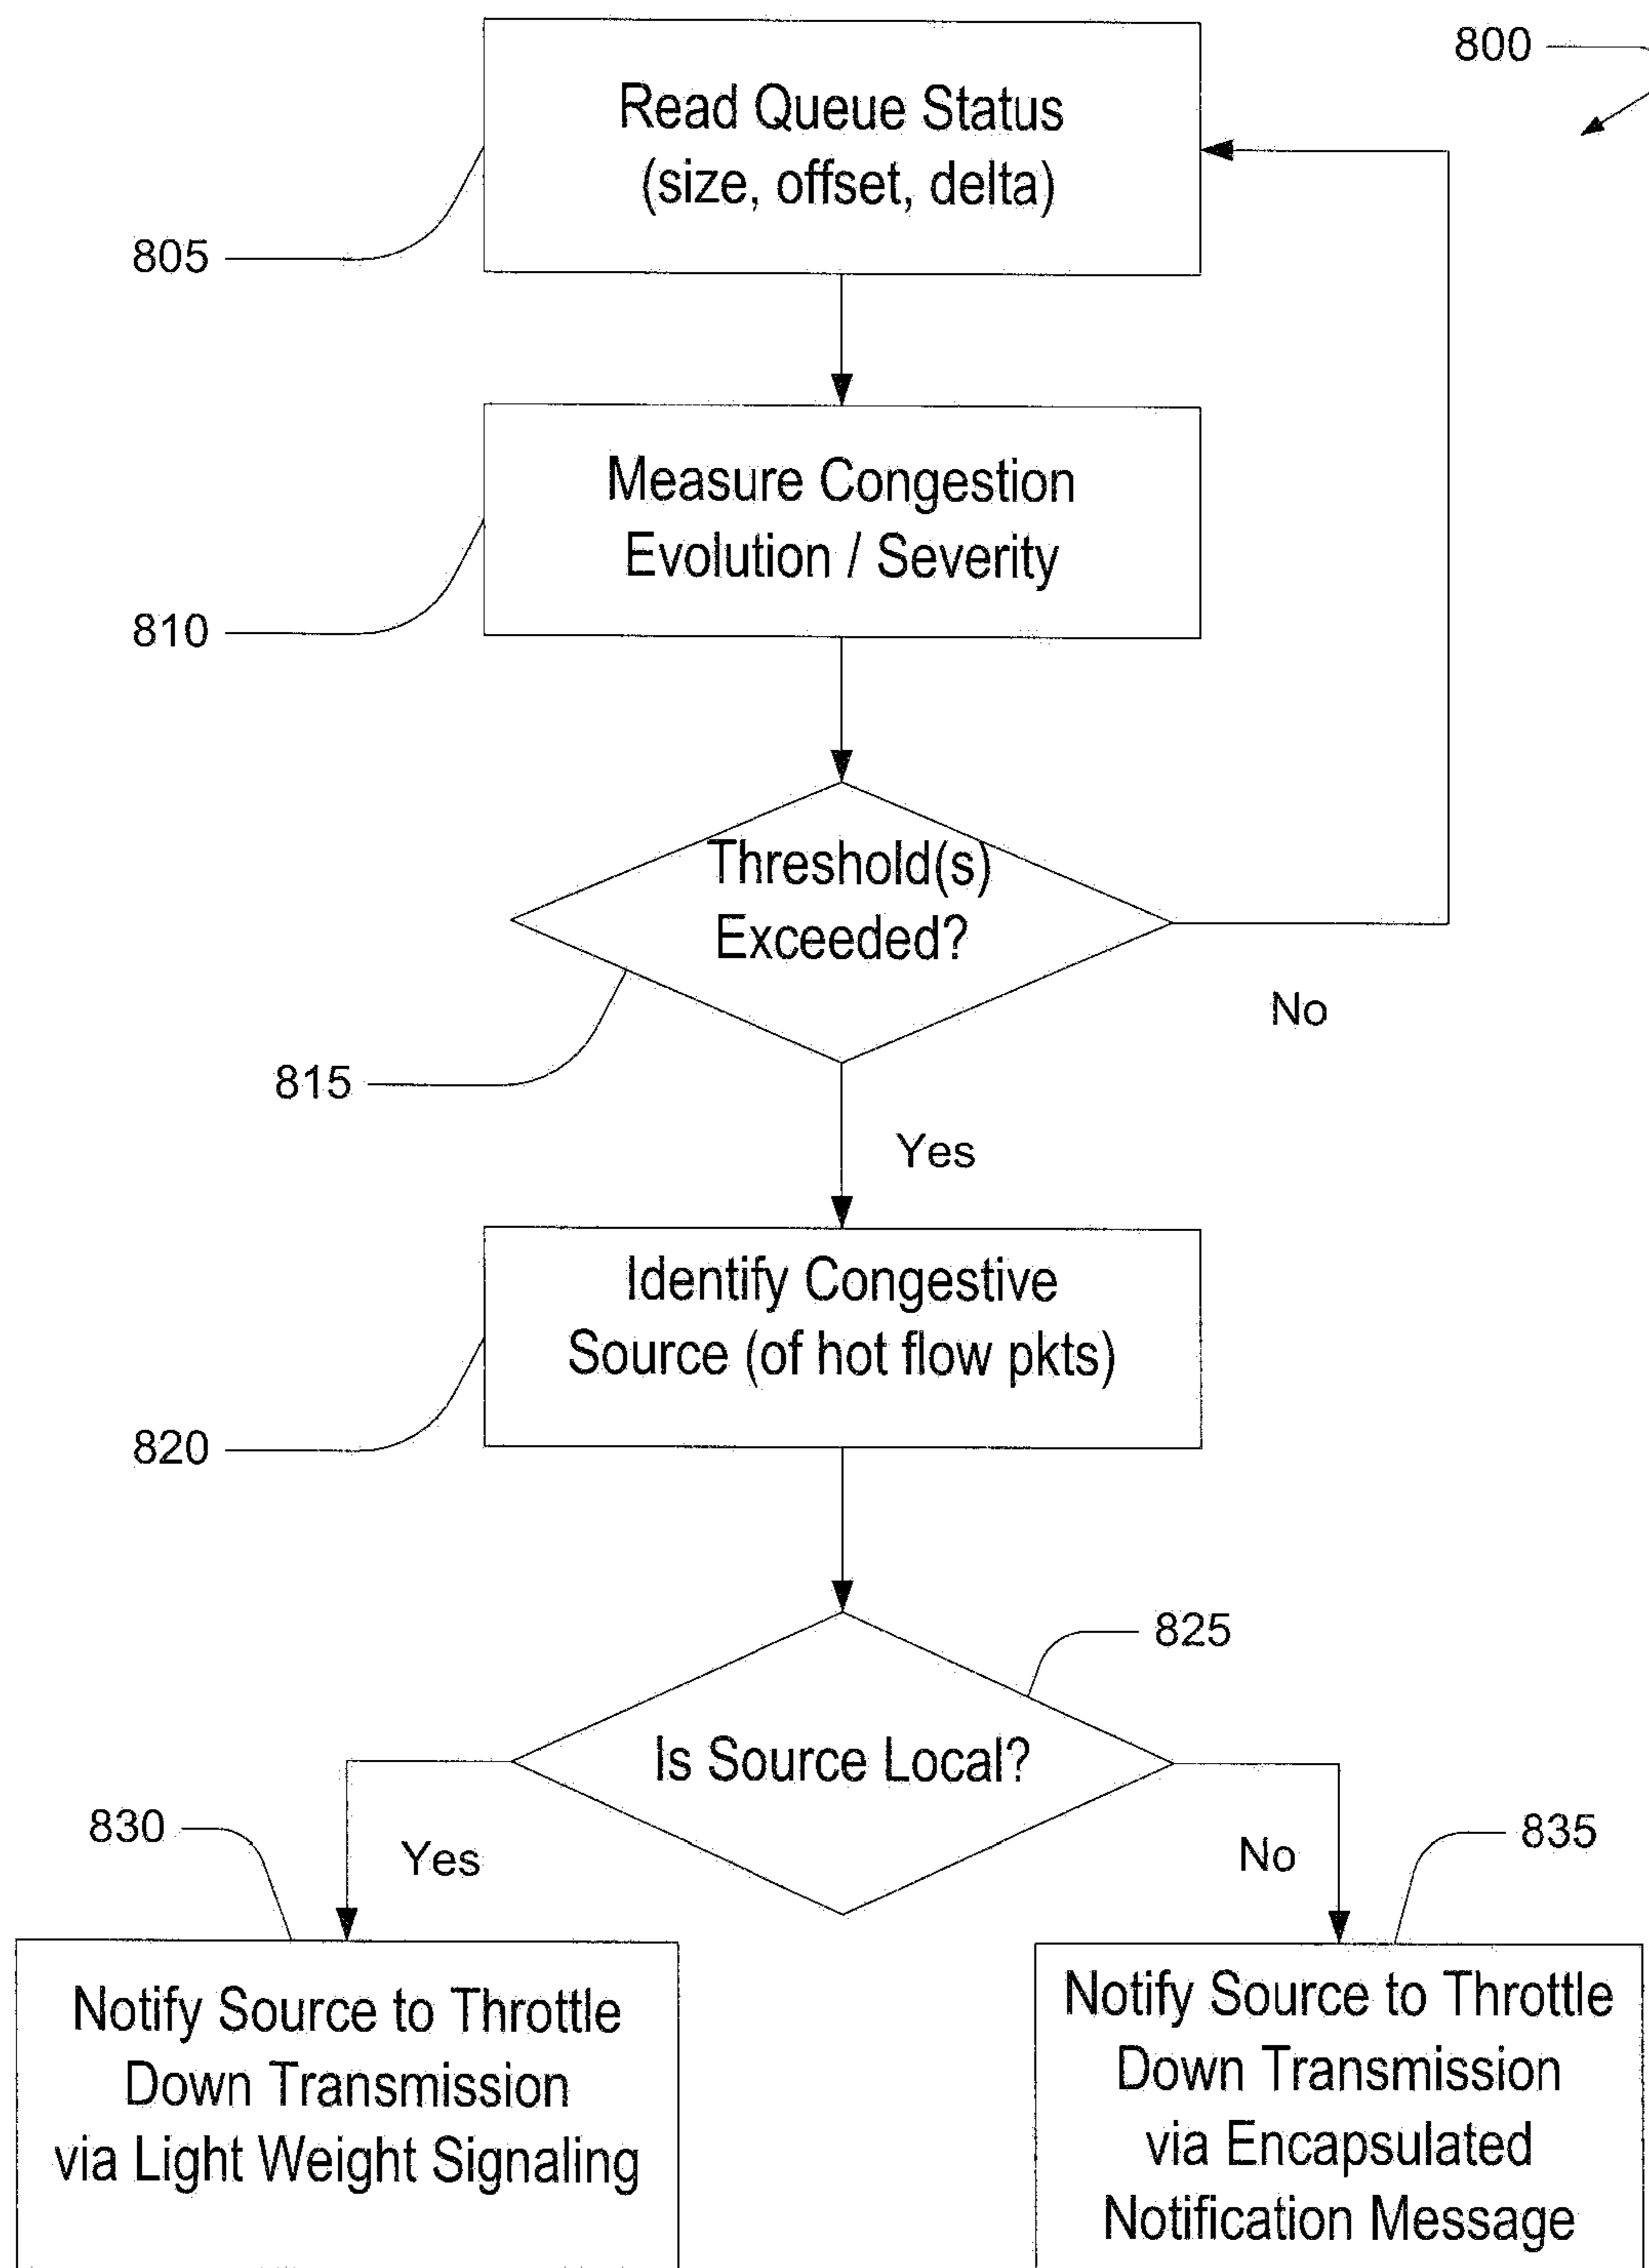 800
Read Queue Status
(size, offset, delta)
805
Measure Congestion
Evolution / Severity
810
Threshold(s)
Exceeded?
No
815
Yes
Identify Congestive
Source (of hot flow pkts)
820
825
Is Source Local?
830
Yes
No
835
Notify Source to Throttle
Down Transmission
via Light Weight Signaling
Notify Source to Throttle
Down Transmission
via Encapsulated
Notification Message